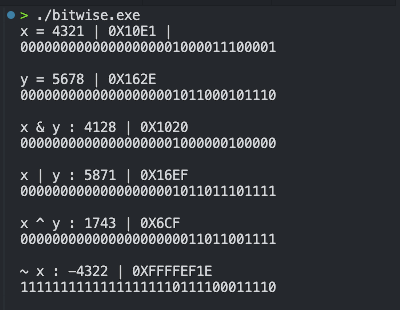 > ./bitwise.exe
x = 4321 | 0X10E1 |
00000000000000000001000011100001
y = 5678 | 0X162E
00000000000000000001011000101110
x & y : 4128 | 0X1020
00000000000000000001000000100000
x | y : 5871 | 0X16EF
00000000000000000001011011101111
x ^ y : 1743 | 0X6CF
00000000000000000000011011001111
~ x : -4322 | 0XFFFFEF1E
11111111111111111110111100011110